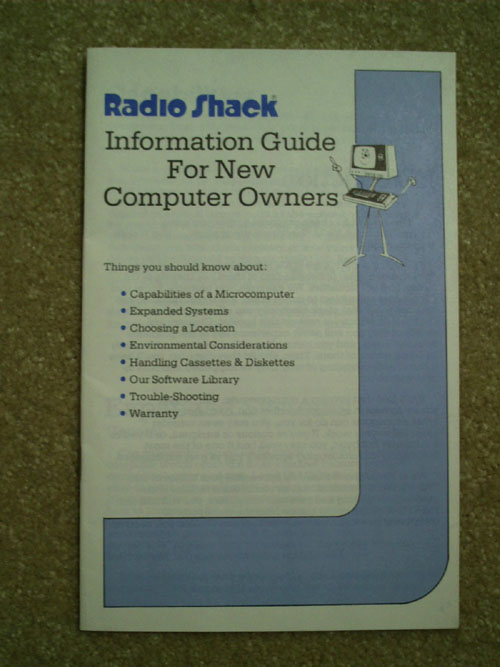 Radio Shack®
Information Guide
For New
Computer Owners
Things you should know about:
• Capabilities of a Microcomputer
• Expanded Systems
• Choosing a Location
• Environmental Considerations
• Handling Cassettes & Diskettes
• Our Software Library
• Trouble-Shooting
• Warranty